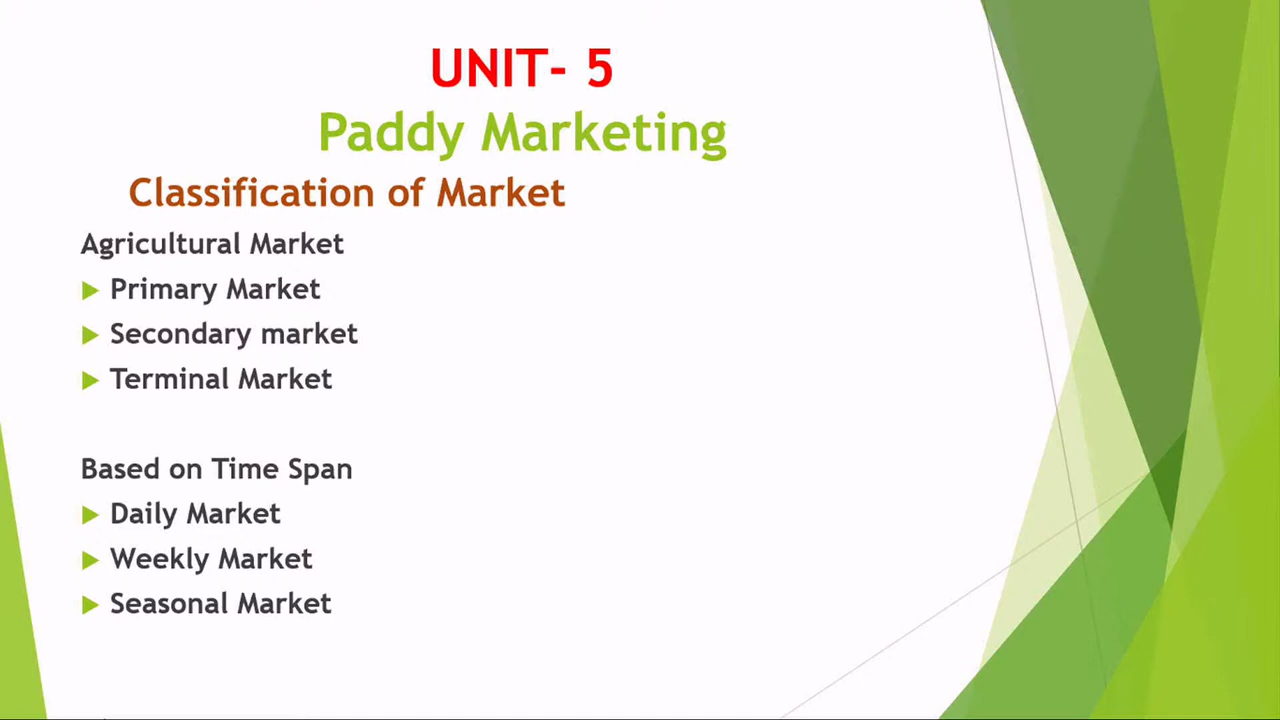 UNIT- 5
Paddy Marketing
Classification of Market
Agricultural Market
Primary Market
Secondary market
Terminal Market
Based on Time Span
Daily Market
Weekly Market
Seasonal Market